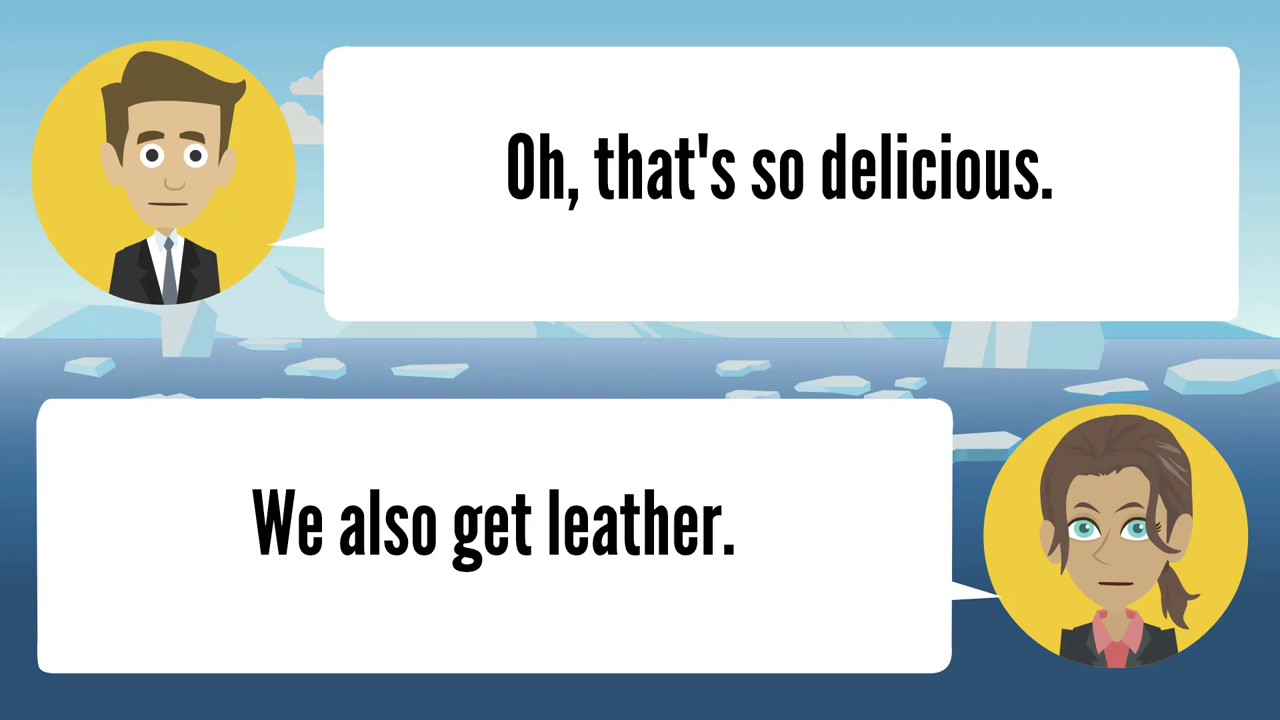 Oh, that's so delicious.
We also get leather.